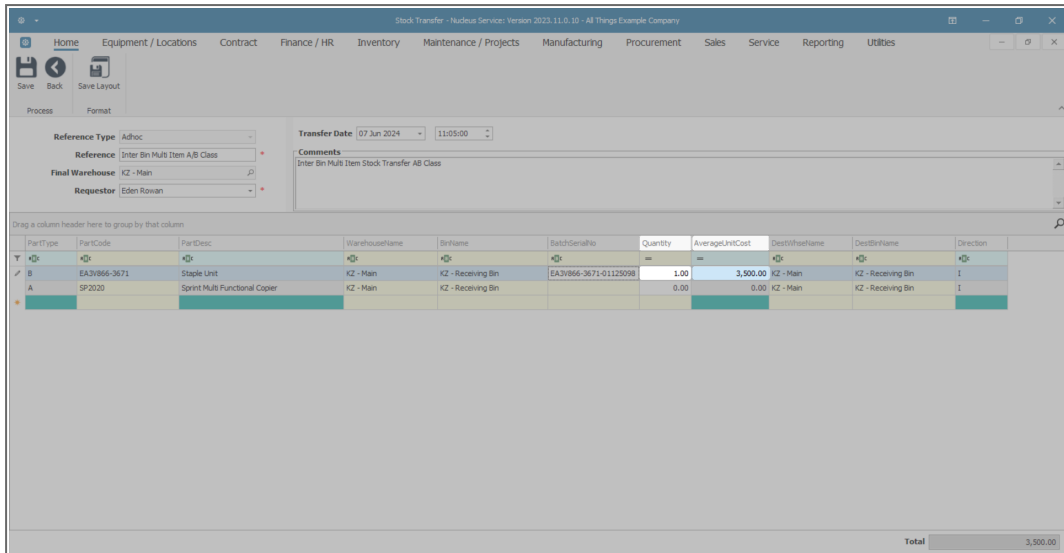 Stock Transfer - Nucleus Service: Version 2023.11.0.10 - All Things Example Company
Home Equipment / Locations Contract Finance / HR Inventory Maintenance / Projects Manufacturing Procurement Sales Service Reporting Utilities
Save Back Save Layout
Process Format
Reference Type Adhoc Transfer Date 07 Jun 2024 11:05:00
Reference Inter Bin Multi Item A/B Class * Comments
Inter Bin Multi Item Stock Transfer AB Class
Final Warehouse KZ - Main
Requestor Eden Rowan *
Drag a column header here to group by that column
PartType PartCode PartDesc WarehouseName BinName BatchSerialNo Quantity AverageUnitCost DestWhseName DestBinName Direction
B EA3V866-3671 Staple Unit KZ - Main KZ - Receiving Bin EA3V866-3671-01125098 1.00 3,500.00 KZ - Main KZ - Receiving Bin I
A SP2020 Sprint Multi Functional Copier KZ - Main KZ - Receiving Bin 0.00 0.00 KZ - Main KZ - Receiving Bin I
Total 3,500.00